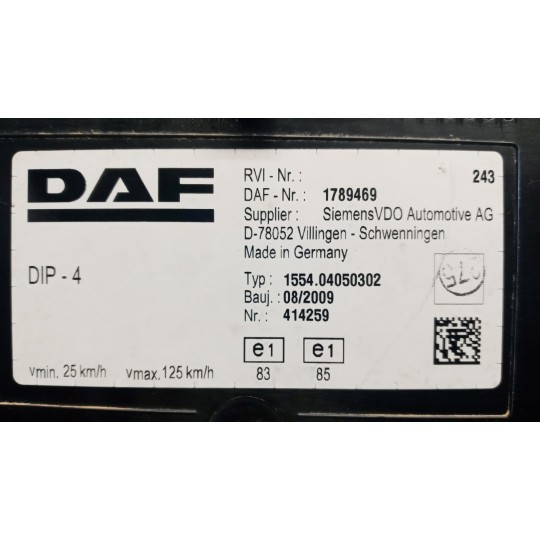 DAF
DIP - 4
vmin. 25 km/h vmax. 125 km/h
RVI - Nr. : 243
DAF - Nr. : 1789469
Supplier : SiemensVDO Automotive AG
D-78052 Villingen - Schwenningen
Made in Germany
Typ : 1554.04050302
Bauj. : 08/2009
Nr. : 414259
275
e1 e1
83 85